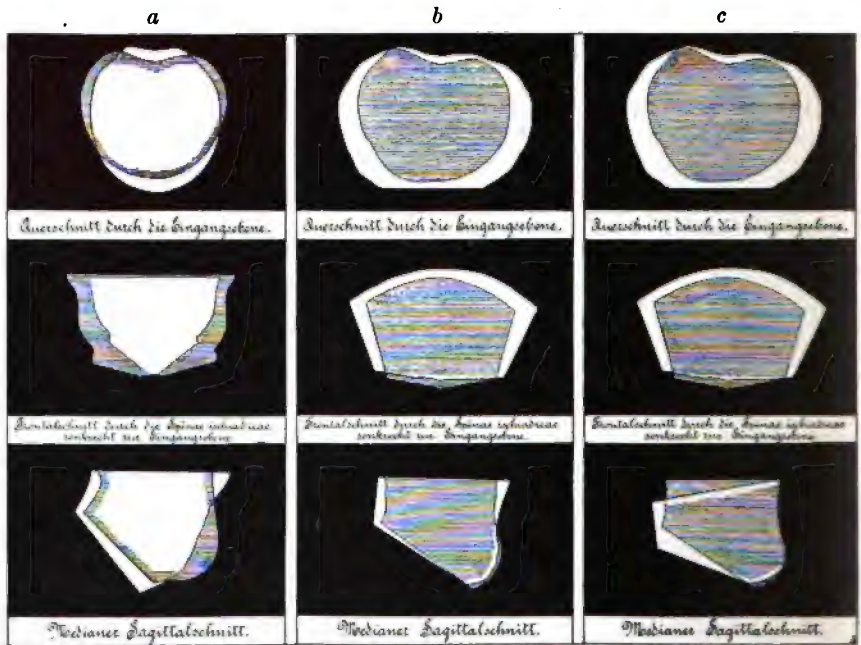 a b c
Querschnitt durch die Eingangsebene.
Querschnitt durch die Eingangsebene.
Querschnitt durch die Eingangsebene.
Frontalschnitt durch die Spinae ischiadicae
senkrecht zur Eingangsebene
Frontalschnitt durch die Spinae ischiadicae
senkrecht zur Eingangsebene
Frontalschnitt durch die Spinae ischiadicae
senkrecht zur Eingangsebene
Medianer Sagittalschnitt.
Medianer Sagittalschnitt.
Medianer Sagittalschnitt.